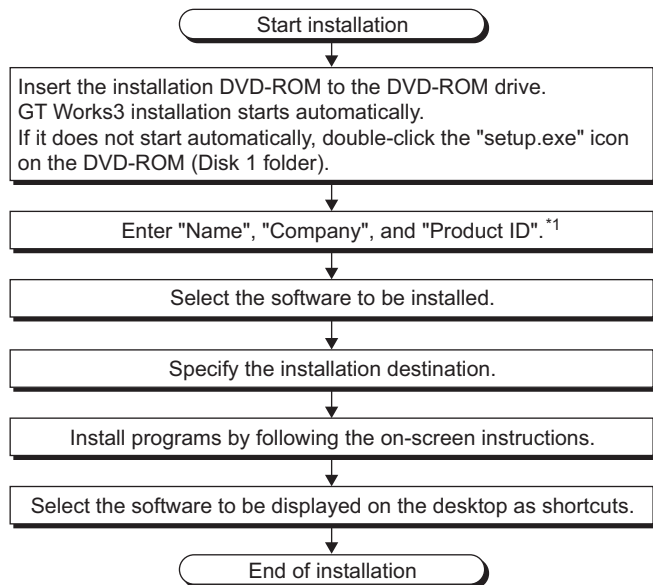 Start installation
Insert the installation DVD-ROM to the DVD-ROM drive.
GT Works3 installation starts automatically.
If it does not start automatically, double-click the "setup.exe" icon
on the DVD-ROM (Disk 1 folder).
Enter "Name", "Company", and "Product ID".*1
Select the software to be installed.
Specify the installation destination.
Install programs by following the on-screen instructions.
Select the software to be displayed on the desktop as shortcuts.
End of installation